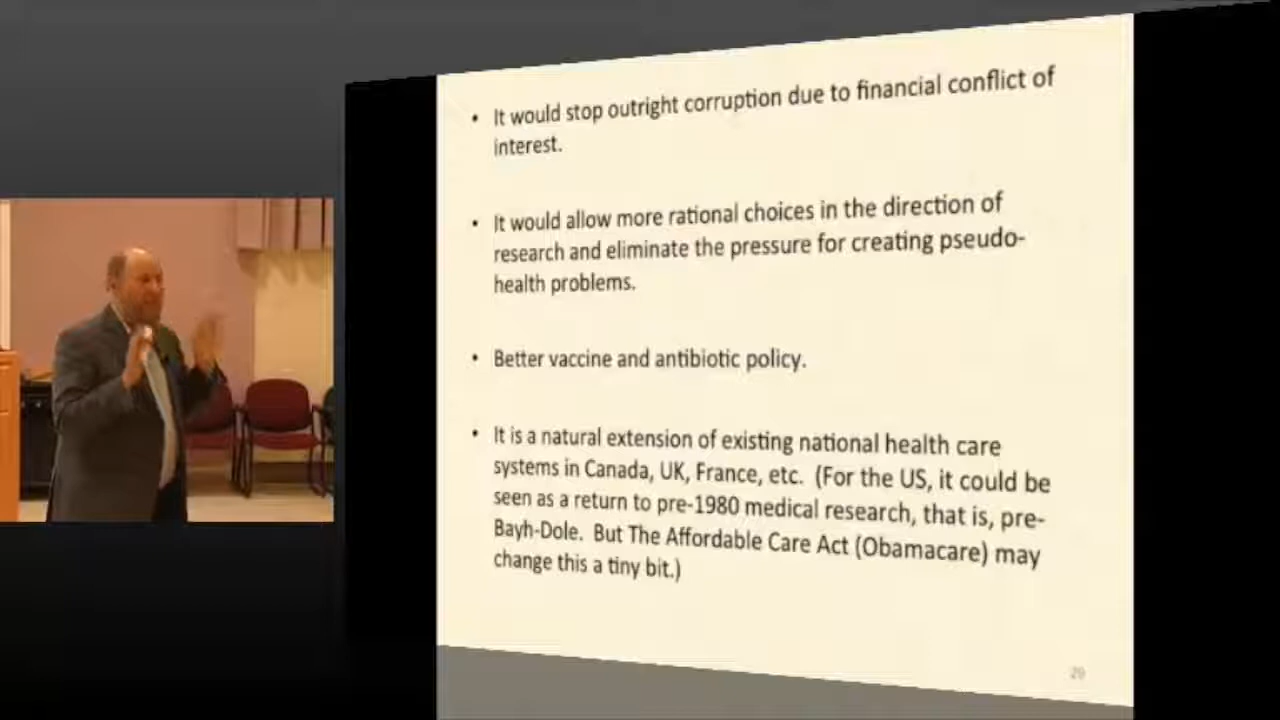 • It would stop outright corruption due to financial conflict of
interest.
• It would allow more rational choices in the direction of
research and eliminate the pressure for creating pseudo-
health problems.
• Better vaccine and antibiotic policy.
• It is a natural extension of existing national health care
systems in Canada, UK, France, etc. (For the US, it could be
seen as a return to pre-1980 medical research, that is, pre-
Bayh-Dole. But The Affordable Care Act (Obamacare) may
change this a tiny bit.)
29